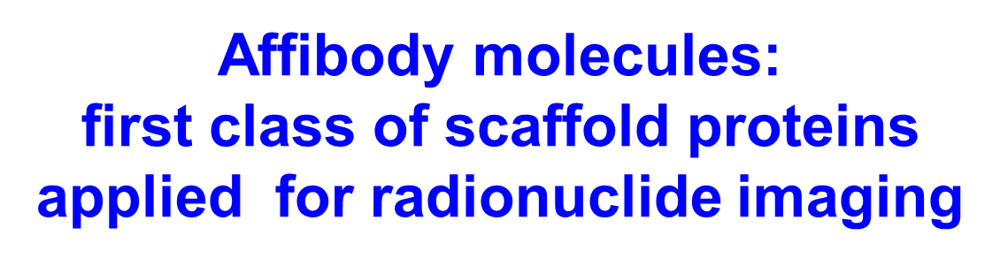 Affibody molecules:
first class of scaffold proteins
applied  for radionuclide imaging